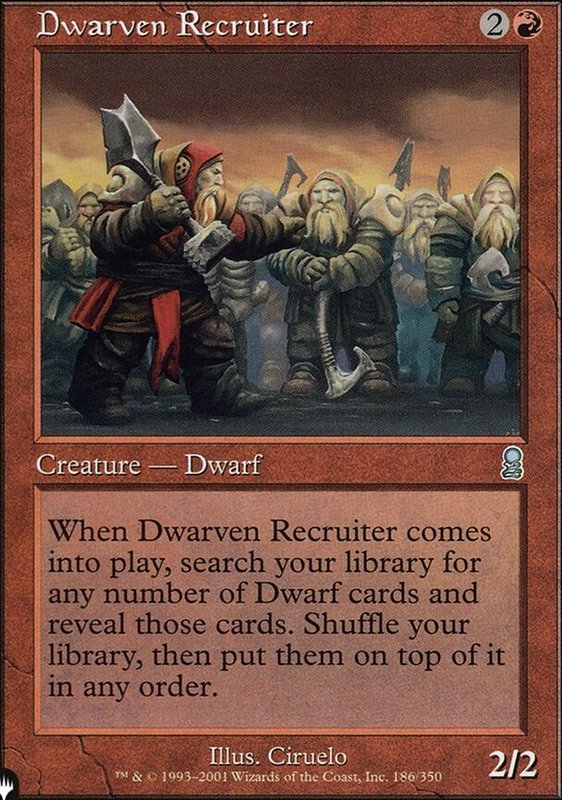 Dwarven Recruiter 2
Creature — Dwarf
When Dwarven Recruiter comes
into play, search your library for
any number of Dwarf cards and
reveal those cards. Shuffle your
library, then put them on top of it
in any order.
Illus. Ciruelo
2/2
™ & © 1993–2001 Wizards of the Coast, Inc. 186/350